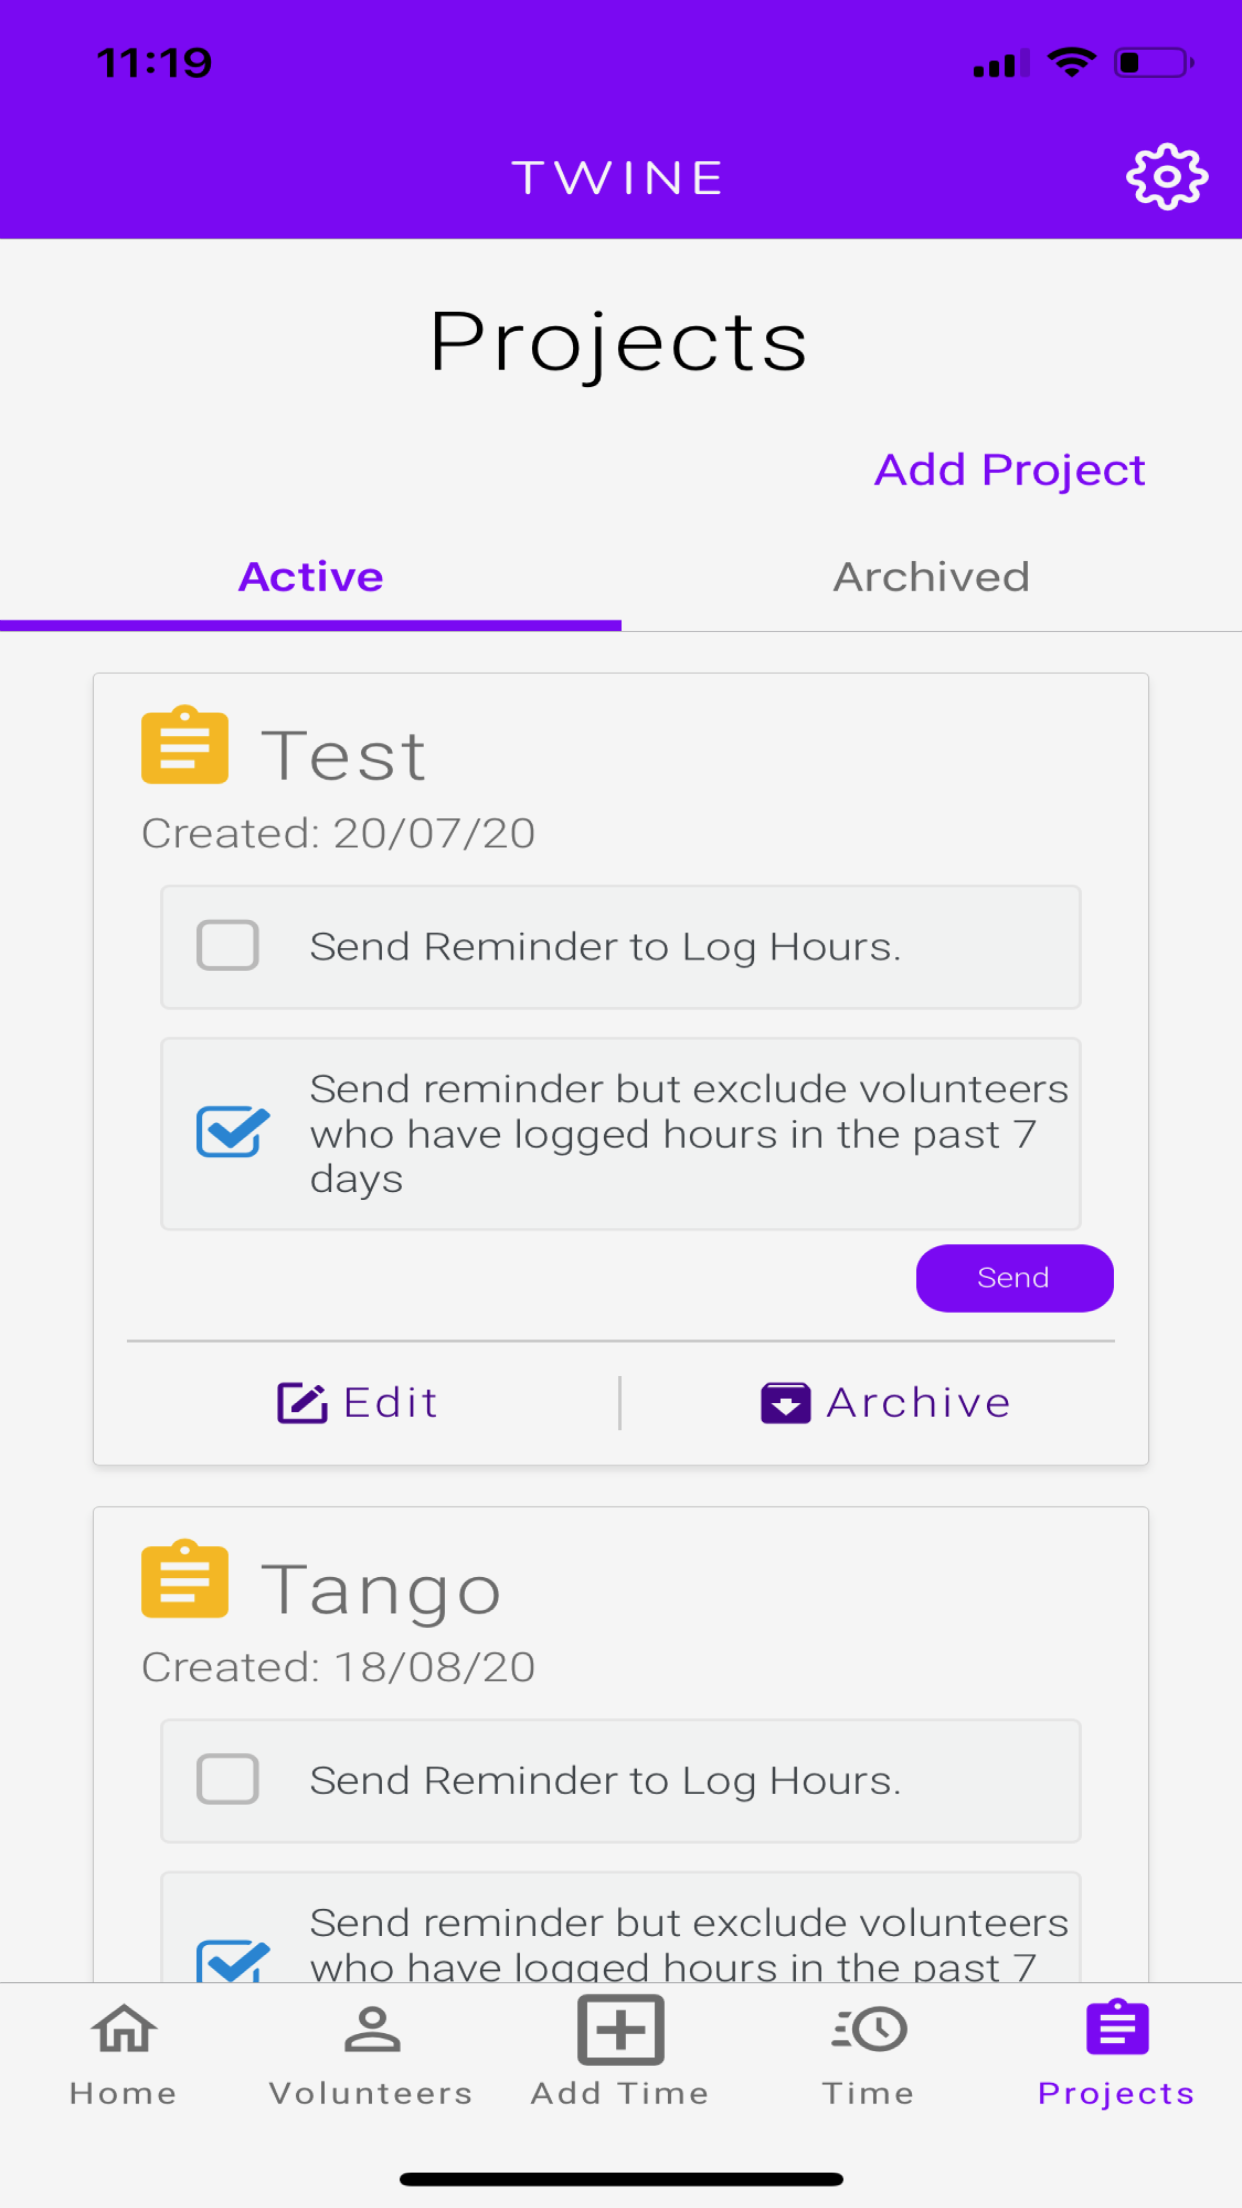 11:19
TWINE
Projects
Add Project
Active
Archived
Test
Created: 20/07/20
Send Reminder to Log Hours.
Send reminder but exclude volunteers
who have logged hours in the past 7
days
Send
Edit
Archive
Tango
Created: 18/08/20
Send Reminder to Log Hours.
Send reminder but exclude volunteers
who have logged hours in the past 7
Home
Volunteers
Add Time
Time
Projects